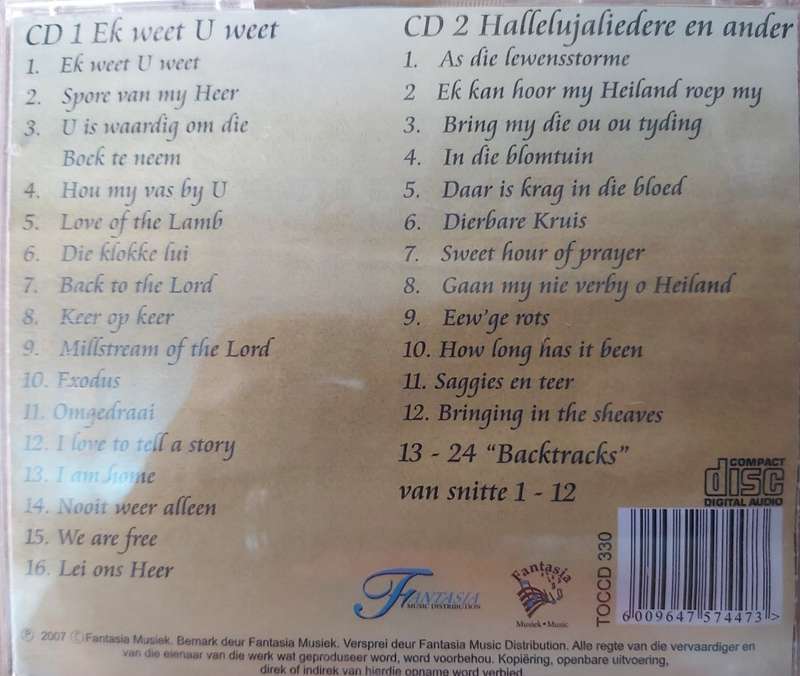 CD 1 Ek weet U weet
1. Ek weet U weet
2. Spore van my Heer
3. U is waardig om die
Boek te neem
4. Hou my vas by U
5. Love of the Lamb
6. Die klokke lui
7. Back to the Lord
8. Keer op keer
9. Millstream of the Lord
10. Exodus
11. Omgedraai
12. I love to tell a story
13. I am home
14. Nooit weer alleen
15. We are free
16. Lei ons Heer
CD 2 Hallelujaliedere en ander
1. As die lewensstorme
2 Ek kan hoor my Heiland roep my
3. Bring my die ou ou tyding
4. In die blomtuin
5. Daar is krag in die bloed
6. Dierbare Kruis
7. Sweet hour of prayer
8. Gaan my nie verby o Heiland
9. Eew'ge rots
10. How long has it been
11. Saggies en teer
12. Bringing in the sheaves
13 - 24 "Backtracks"
van snitte 1 - 12
COMPACT
disc
DIGITAL AUDIO
TOCCD 330
6 009647 574473 >
FANTASIA
MUSIC DISTRIBUTION
Fantasia
Musiek • Music
℗ 2007 © Fantasia Musiek. Bemark deur Fantasia Musiek. Versprei deur Fantasia Music Distribution. Alle regte van die vervaardiger en
van die eienaar van die werk wat geproduseer word, word voorbehou. Kopiëring, openbare uitvoering,
direk of indirek van hierdie opname word verbied